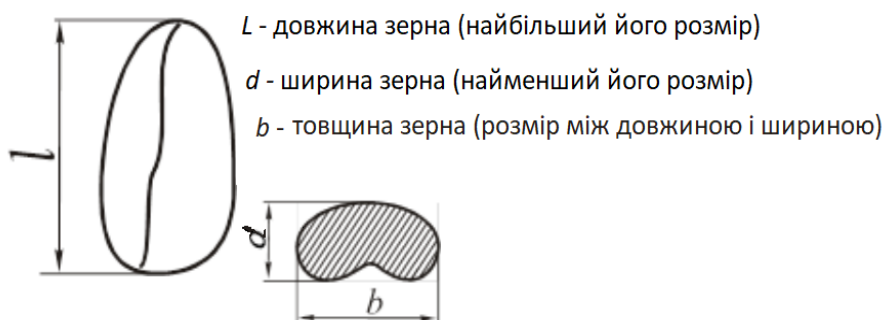 L - довжина зерна (найбільший його розмір)
d - ширина зерна (найменший його розмір)
b - товщина зерна (розмір між довжиною і шириною)
l
d
b